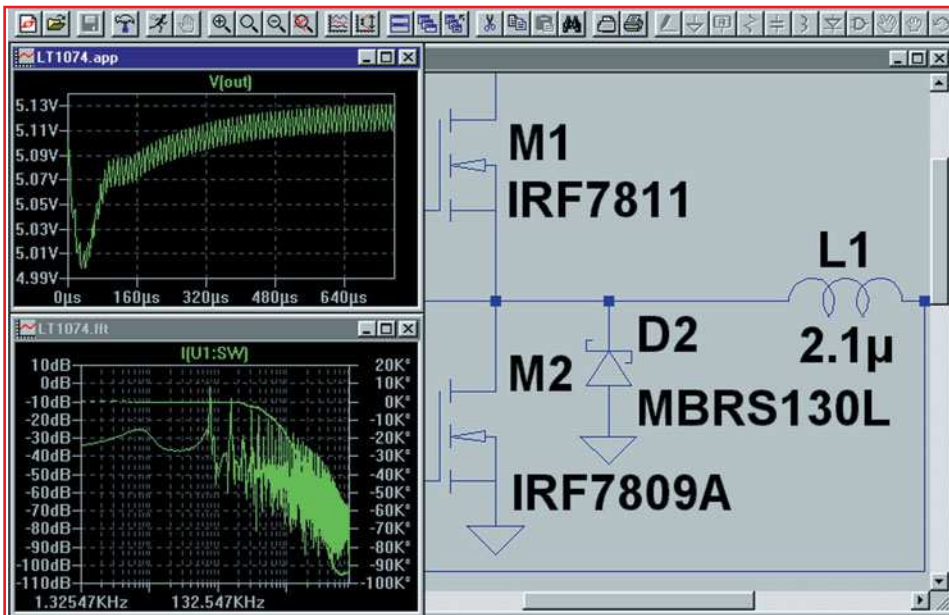 LT1074.app
V(out)
5.13V
5.11V
5.09V
5.07V
5.05V
5.03V
5.01V
4.99V
0µs 160µs 320µs 480µs 640µs
LT1074.fft
I(U1:SW)
10dB 20K°
0dB 10K°
-10dB 0K°
-20dB -10K°
-30dB -20K°
-40dB -30K°
-50dB -40K°
-60dB -50K°
-70dB -60K°
-80dB -70K°
-90dB -80K°
-100dB -90K°
-110dB -100K°
1.32547KHz 132.547KHz
M1
IRF7811
L1
2.1µ
D2
MBRS130L
M2
IRF7809A